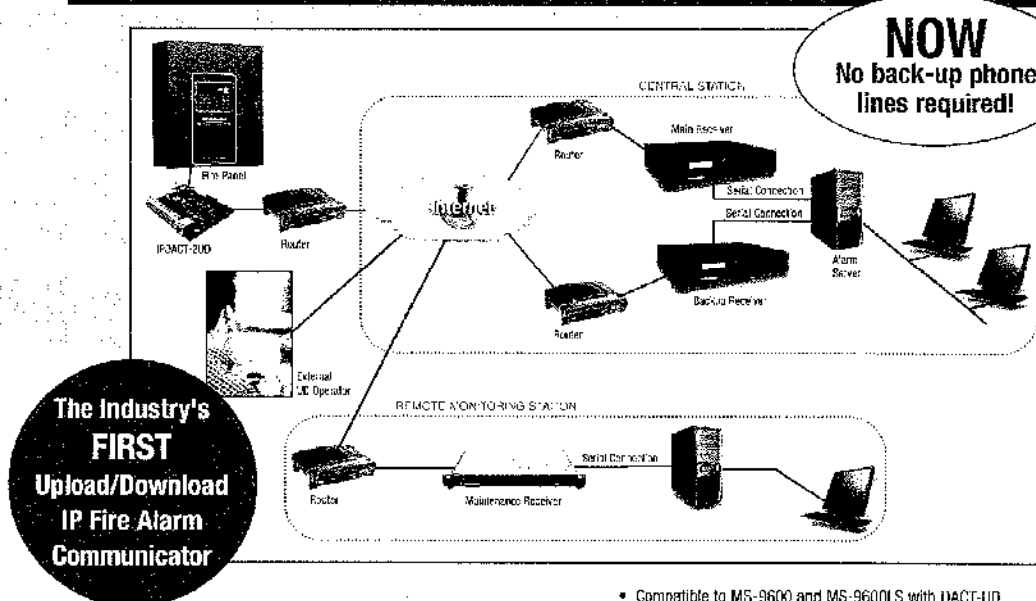 NOW
No back-up phone
lines required!
CENTRAL STATION
Router
Main Receiver
Fire Panel
Serial Connection
Serial Connection
Internet
IPDACT-2UD
Router
Alarm
Server
Backup Receiver
Router
External
U/D Operator
The Industry's
FIRST
Upload/Download
IP Fire Alarm
Communicator
REMOTE MONITORING STATION
Serial Connection
Router
Maintenance Receiver
• Compatible to MS-9600 and MS-9600LS with DACT-UD